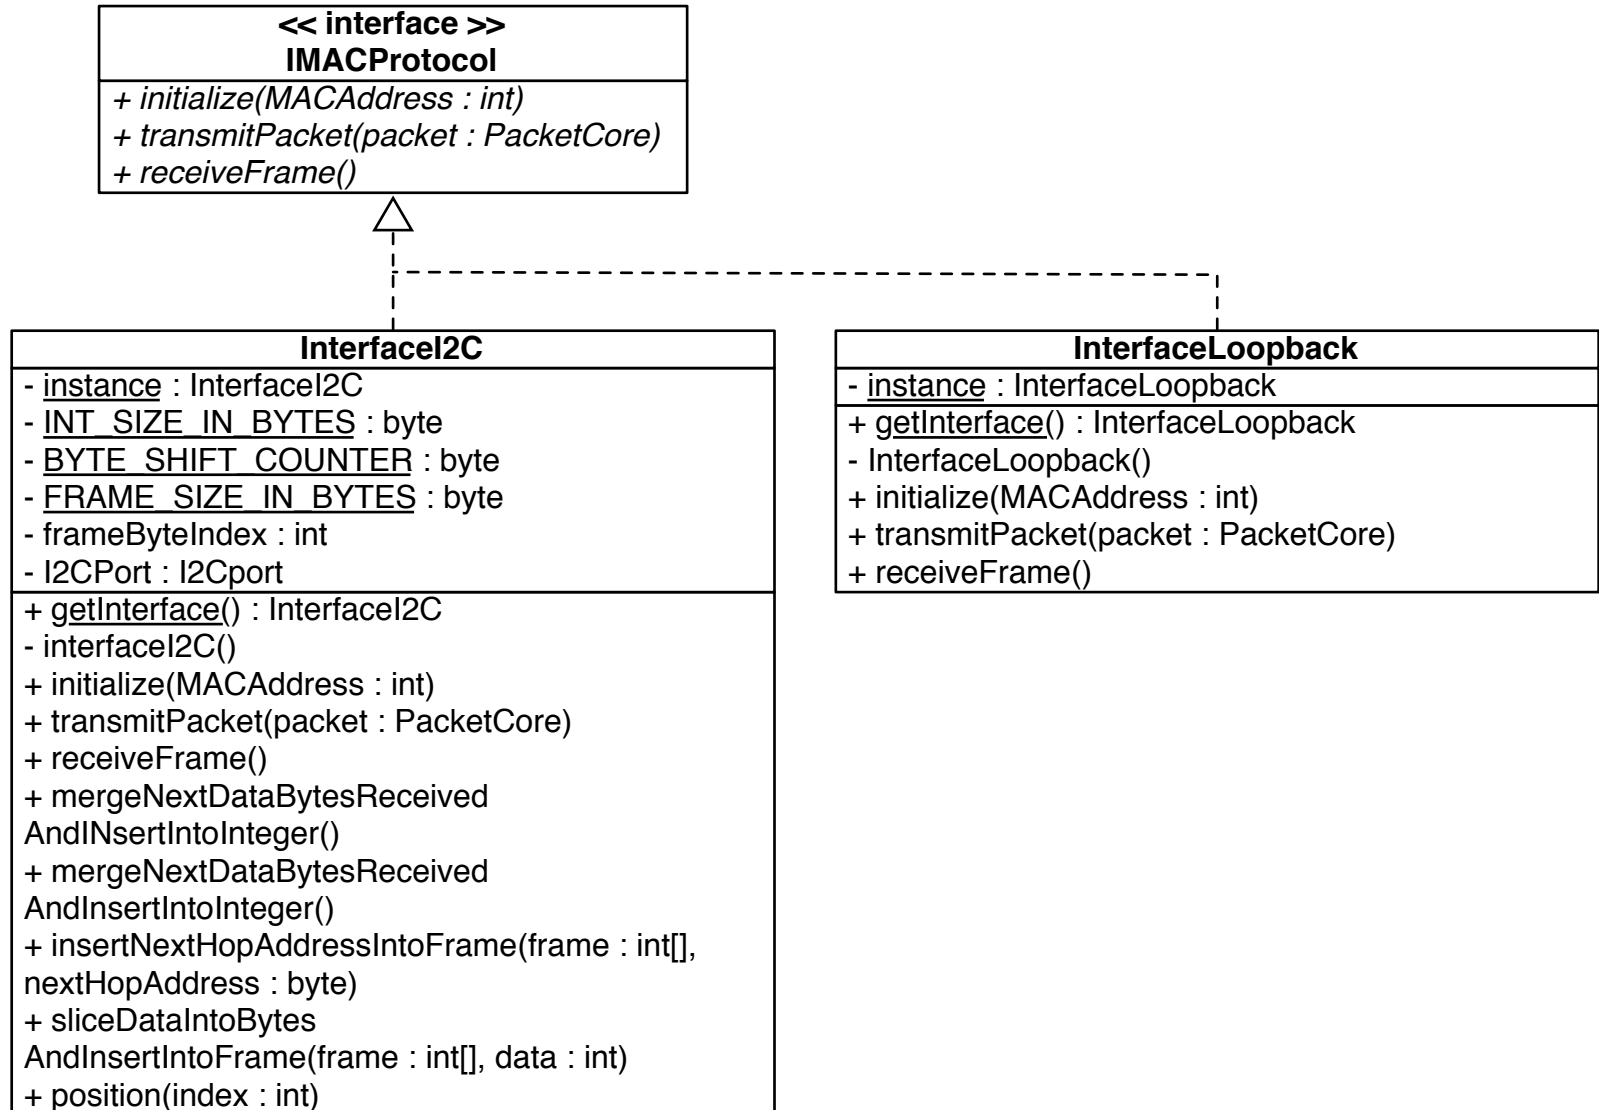 << interface >>
IMACProtocol
+ initialize(MACAddress : int)
+ transmitPacket(packet : PacketCore)
+ receiveFrame()
InterfaceI2C
- instance : InterfaceI2C
- INT_SIZE_IN_BYTES : byte
- BYTE_SHIFT_COUNTER : byte
- FRAME_SIZE_IN_BYTES : byte
- frameByteIndex : int
- I2CPort : I2Cport
+ getInterface() : InterfaceI2C
- interfaceI2C()
+ initialize(MACAddress : int)
+ transmitPacket(packet : PacketCore)
+ receiveFrame()
+ mergeNextDataBytesReceived
AndINsertIntoInteger()
+ mergeNextDataBytesReceived
AndInsertIntoInteger()
+ insertNextHopAddressIntoFrame(frame : int[],
nextHopAddress : byte)
+ sliceDataIntoBytes
AndInsertIntoFrame(frame : int[], data : int)
+ position(index : int)
InterfaceLoopback
- instance : InterfaceLoopback
+ getInterface() : InterfaceLoopback
- InterfaceLoopback()
+ initialize(MACAddress : int)
+ transmitPacket(packet : PacketCore)
+ receiveFrame()